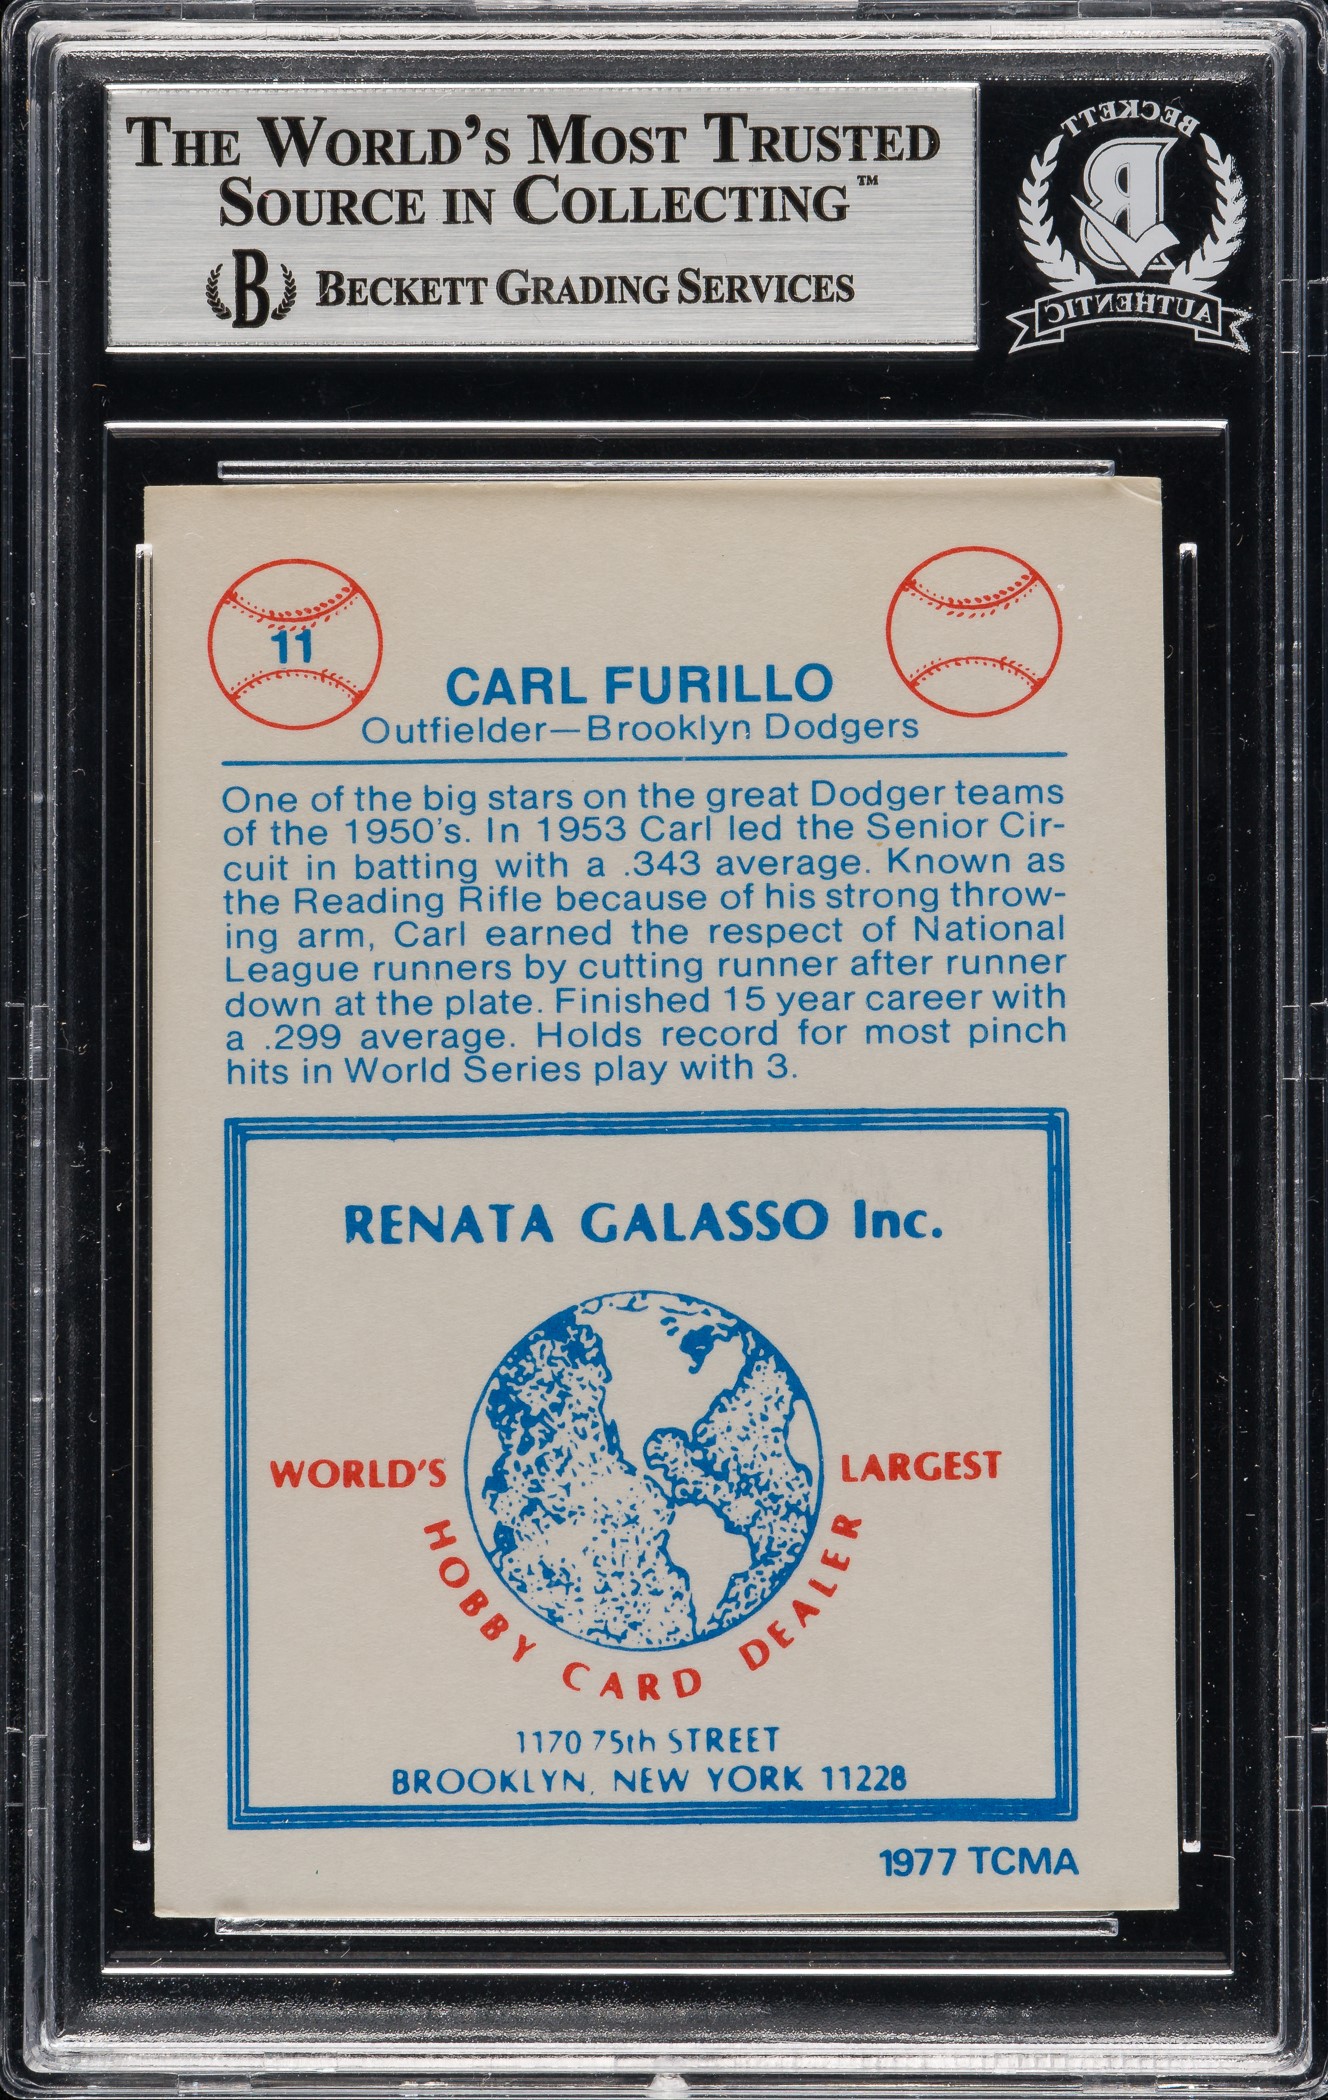 THE WORLD'S MOST TRUSTED
SOURCE IN COLLECTING™
B BECKETT GRADING SERVICES
BECKETT
B
AUTHENTIC
11
CARL FURILLO
Outfielder—Brooklyn Dodgers
One of the big stars on the great Dodger teams
of the 1950's. In 1953 Carl led the Senior Cir-
cuit in batting with a .343 average. Known as
the Reading Rifle because of his strong throw-
ing arm, Carl earned the respect of National
League runners by cutting runner after runner
down at the plate. Finished 15 year career with
a .299 average. Holds record for most pinch
hits in World Series play with 3.
RENATA GALASSO Inc.
WORLD'S LARGEST
HOBBY CARD DEALER
1170 75th STREET
BROOKLYN, NEW YORK 11228
1977 TCMA